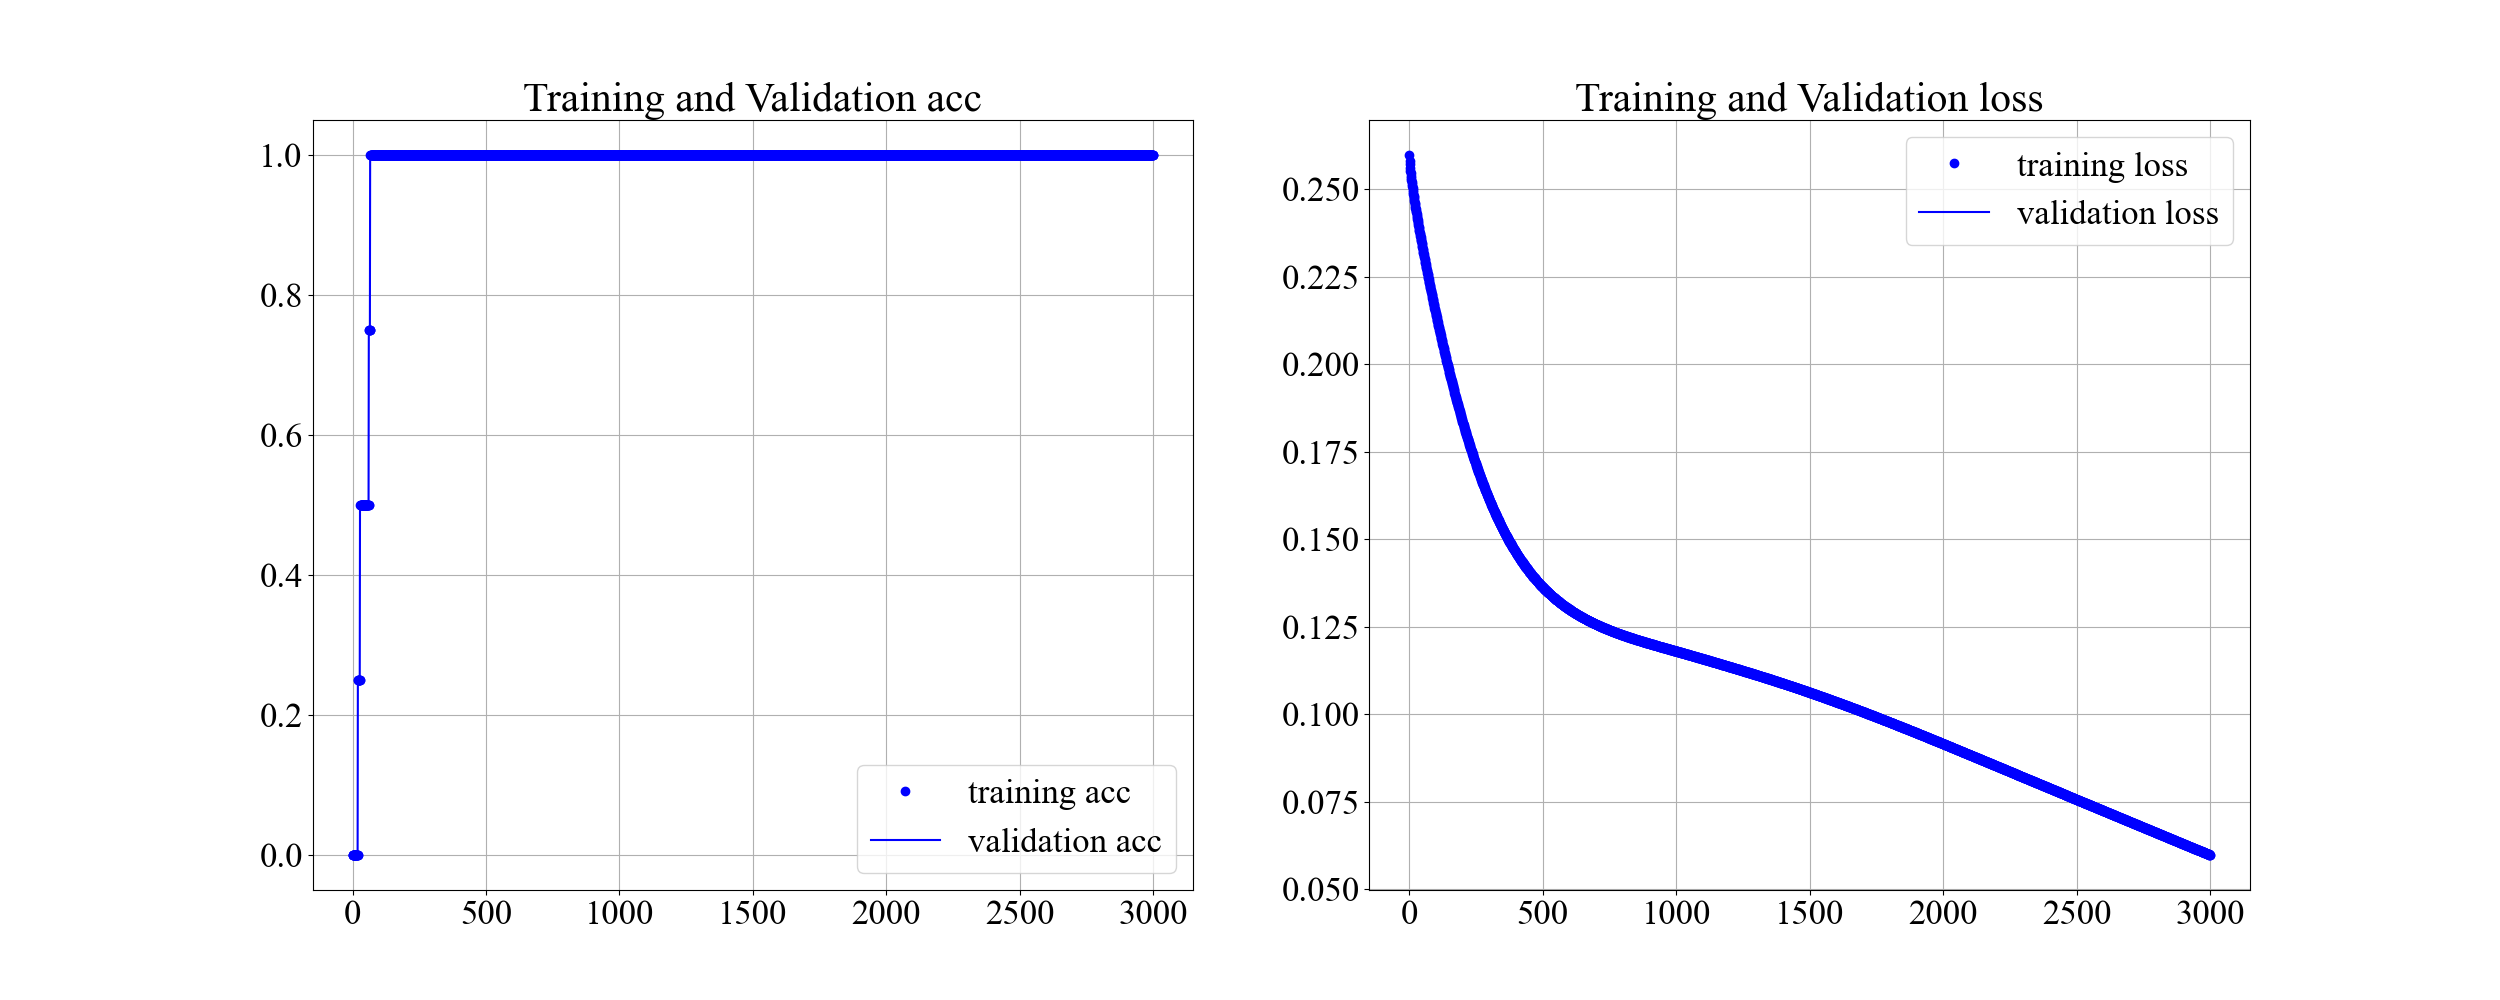 Training and Validation acc
1.0
0.8
0.6
0.4
0.2
0.0
training acc
validation acc
0 500 1000 1500 2000 2500 3000
Training and Validation loss
0.250
0.225
0.200
0.175
0.150
0.125
0.100
0.075
0.050
training loss
validation loss
0 500 1000 1500 2000 2500 3000